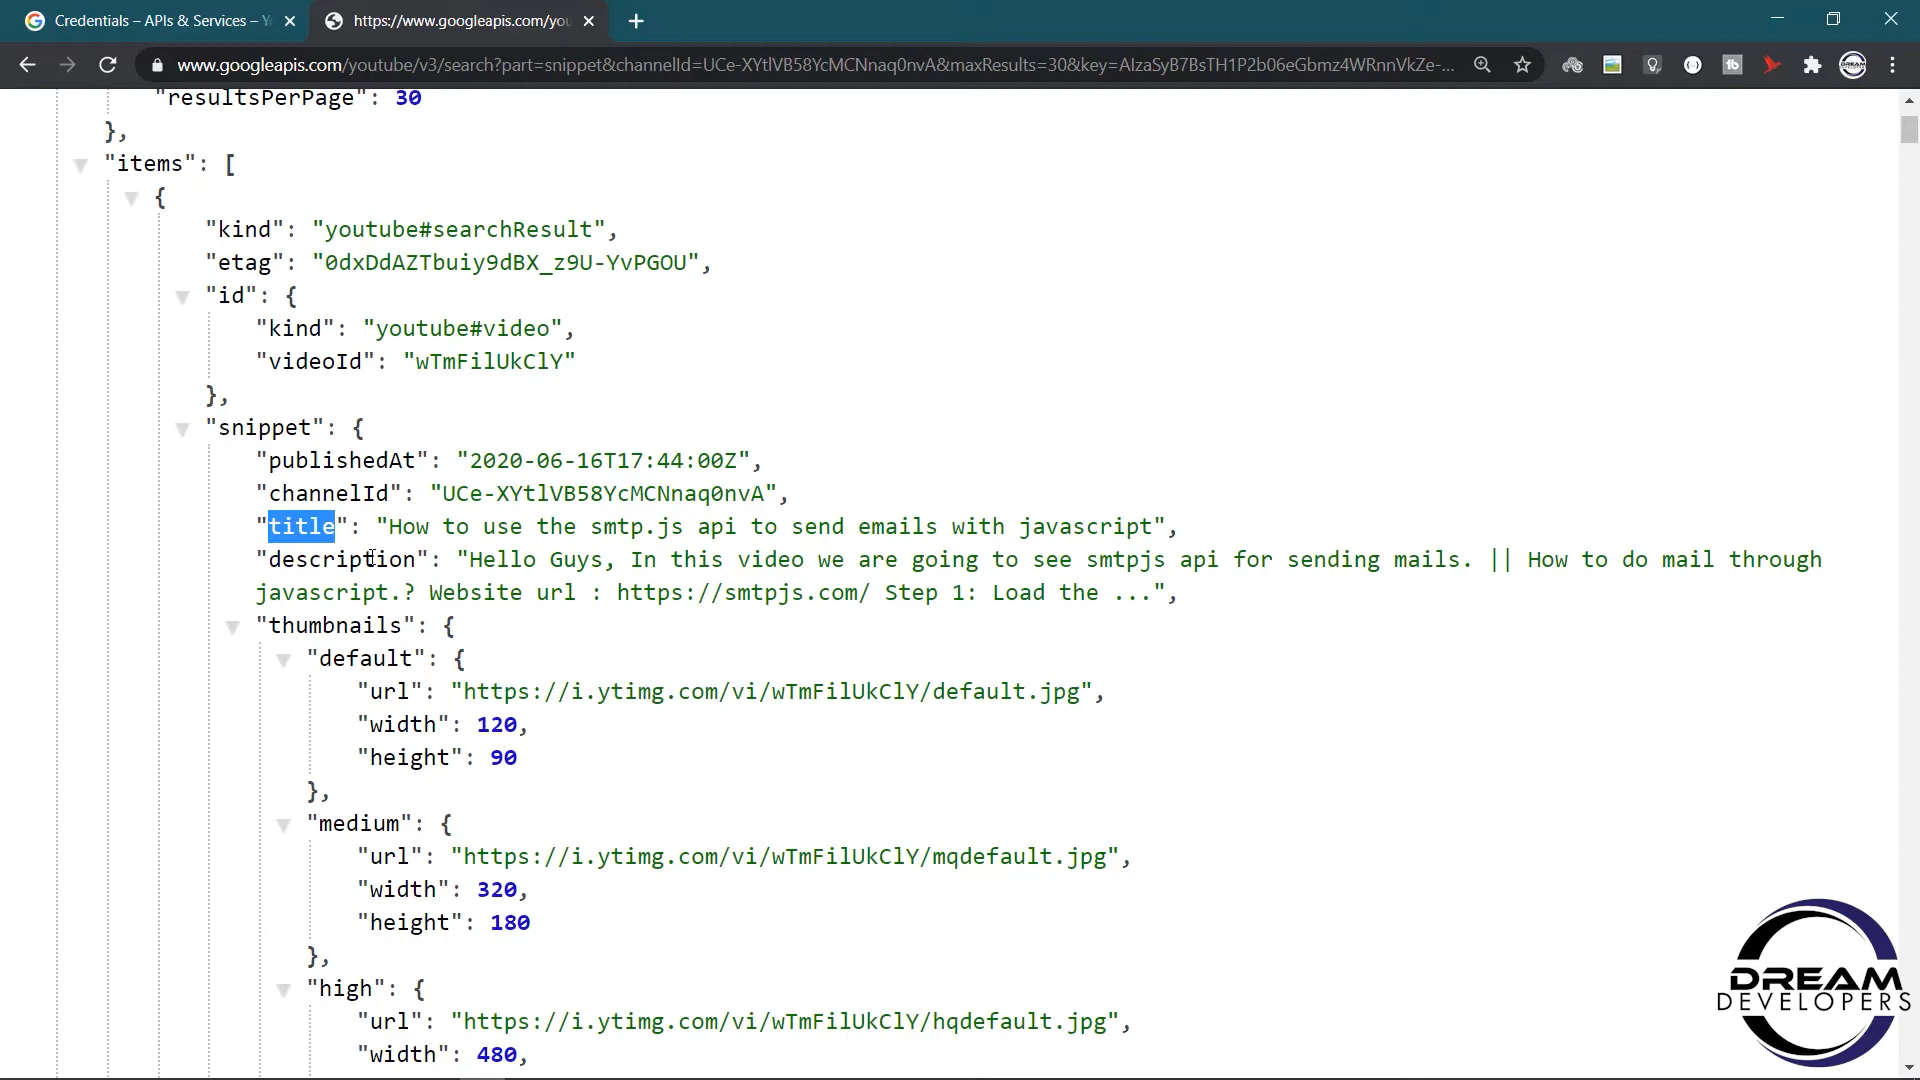 Credentials – APIs & Services – Y
https://www.googleapis.com/you
www.googleapis.com/youtube/v3/search?part=snippet&channelId=UCe-XYtlVB58YcMCNnaq0nvA&maxResults=30&key=AIzaSyB7BsTH1P2b06eGbmz4WRnnVkZe-...
"resultsPerPage": 30
},
"items": [
{
"kind": "youtube#searchResult",
"etag": "0dxDdAZTbuiy9dBX_z9U-YvPGOU",
"id": {
"kind": "youtube#video",
"videoId": "wTmFilUkClY"
},
"snippet": {
"publishedAt": "2020-06-16T17:44:00Z",
"channelId": "UCe-XYtlVB58YcMCNnaq0nvA",
"title": "How to use the smtp.js api to send emails with javascript",
"description": "Hello Guys, In this video we are going to see smtpjs api for sending mails. || How to do mail through
javascript.? Website url : https://smtpjs.com/ Step 1: Load the ...",
"thumbnails": {
"default": {
"url": "https://i.ytimg.com/vi/wTmFilUkClY/default.jpg",
"width": 120,
"height": 90
},
"medium": {
"url": "https://i.ytimg.com/vi/wTmFilUkClY/mqdefault.jpg",
"width": 320,
"height": 180
},
"high": {
"url": "https://i.ytimg.com/vi/wTmFilUkClY/hqdefault.jpg",
"width": 480,
DREAM
DEVELOPERS